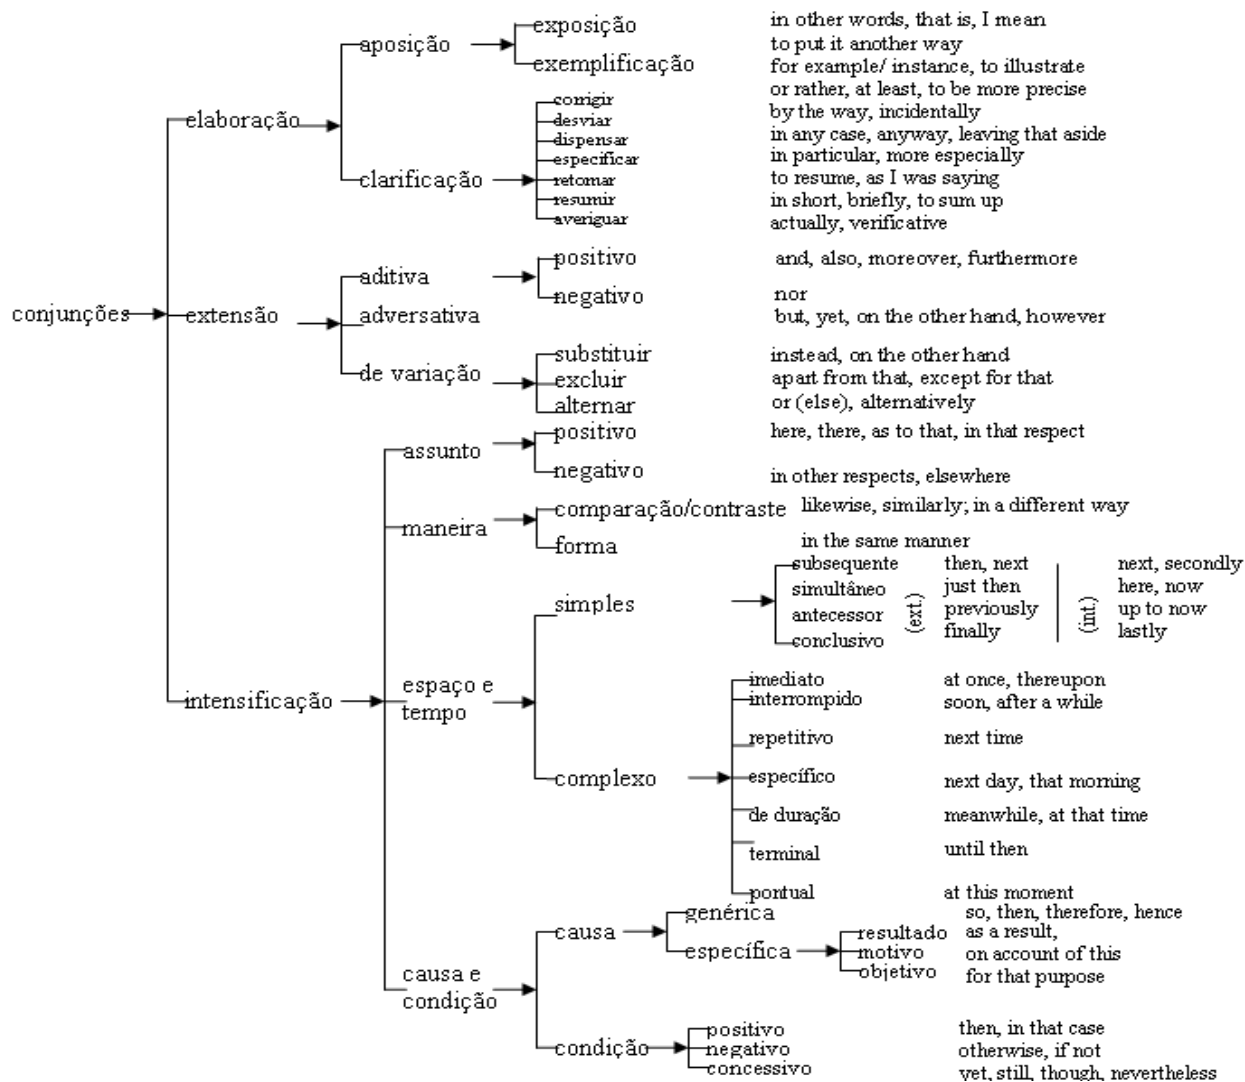 exposição in other words, that is, I mean
aposição to put it another way
exemplificação for example/ instance, to illustrate
or rather, at least, to be more precise
corrigir by the way, incidentally
elaboração desviar in any case, anyway, leaving that aside
dispensar in particular, more especially
especificar to resume, as I was saying
clarificação retomar in short, briefly, to sum up
resumir actually, verificative
averiguar
positivo and, also, moreover, furthermore
aditiva
negativo nor
conjunções extensão adversativa but, yet, on the other hand, however
substituir instead, on the other hand
de variação excluir apart from that, except for that
alternar or (else), alternatively
positivo here, there, as to that, in that respect
assunto
negativo in other respects, elsewhere
comparação/contraste likewise, similarly; in a different way
maneira
forma in the same manner
subsequente then, next next, secondly
simples simultâneo (ext.) just then (int.) here, now
antecessor previously up to now
conclusivo finally lastly
imediato at once, thereupon
intensificação espaço e interrompido soon, after a while
tempo
repetitivo next time
complexo específico next day, that morning
de duração meanwhile, at that time
terminal until then
pontual at this moment
genérica so, then, therefore, hence
causa resultado as a result,
específica motivo on account of this
objetivo for that purpose
causa e
condição
positivo then, in that case
condição negativo otherwise, if not
concessivo yet, still, though, nevertheless